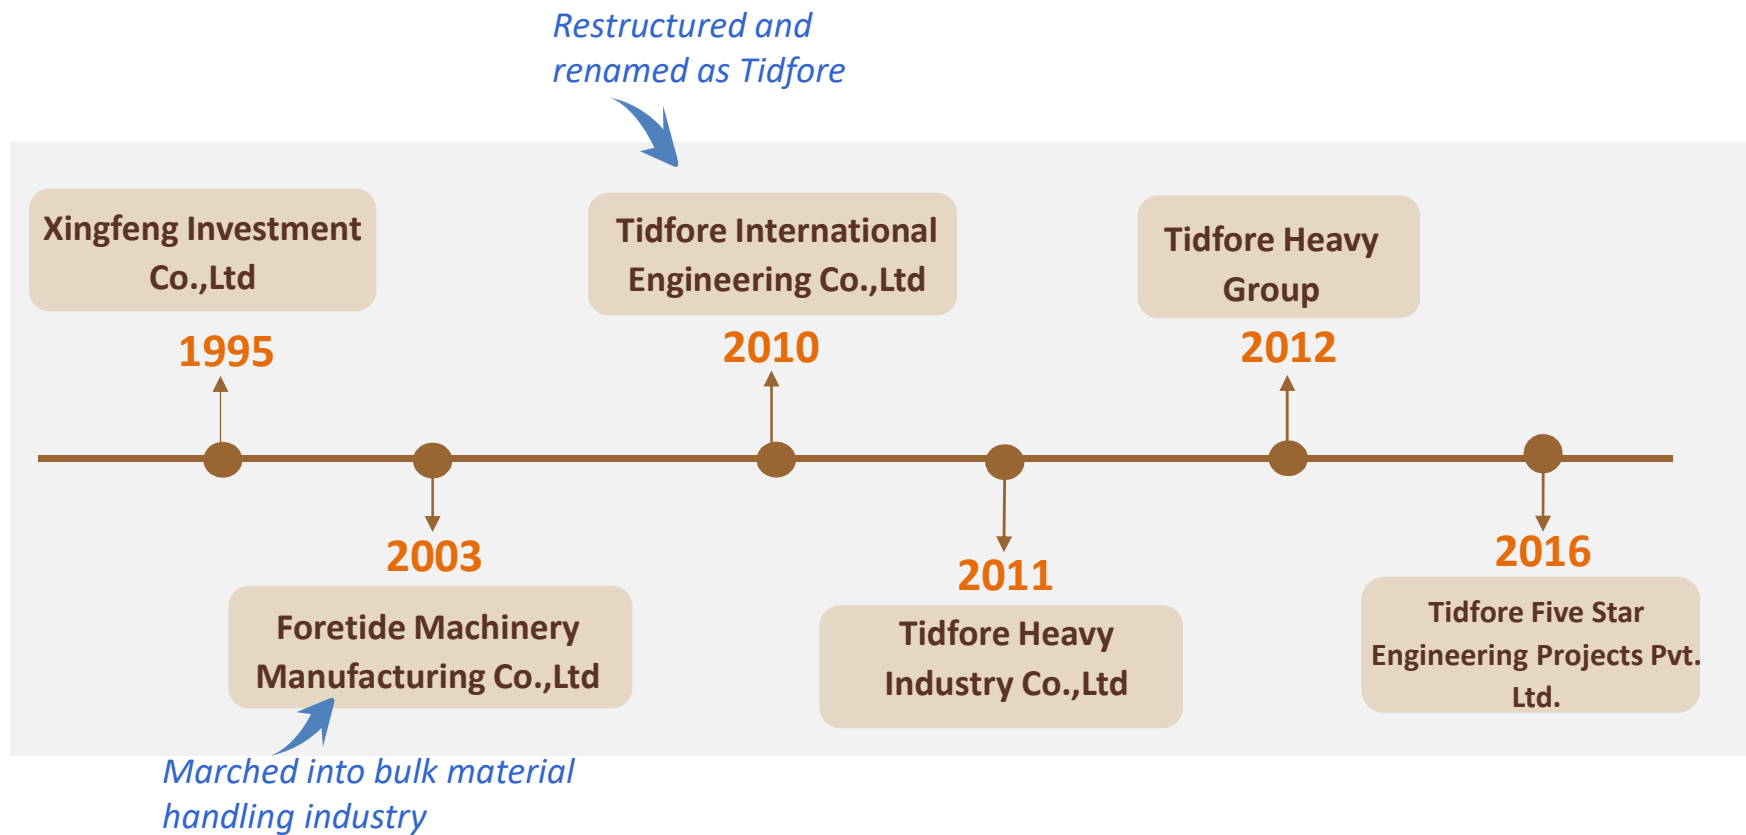 Restructured and
renamed as Tidfore
Xingfeng Investment
Co.,Ltd
1995
Tidfore International
Engineering Co.,Ltd
2010
Tidfore Heavy
Group
2012
2003
Foretide Machinery
Manufacturing Co.,Ltd
2011
Tidfore Heavy
Industry Co.,Ltd
2016
Tidfore Five Star
Engineering Projects Pvt.
Ltd.
Marched into bulk material
handling industry